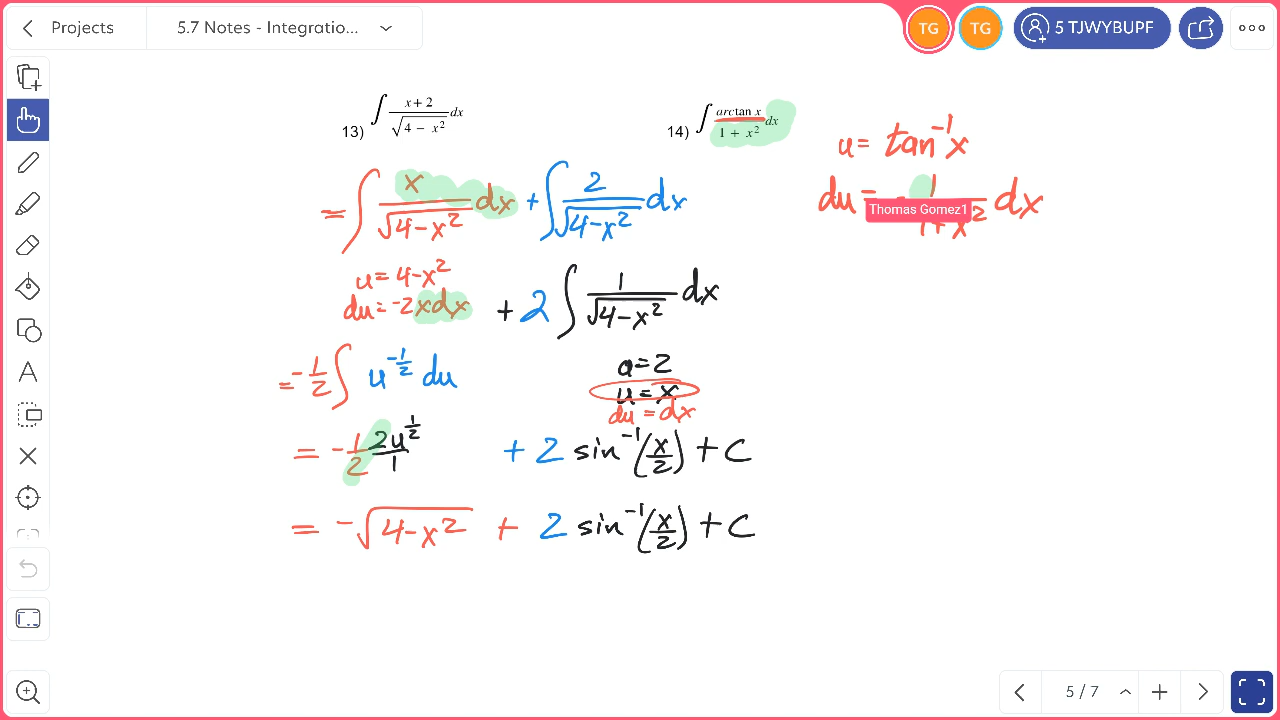 Projects
5.7 Notes - Integratio...
TG
TG
5 TJWYBUPF
13) ∫ x + 2 / √(4 − x²) dx
= ∫ x / √(4−x²) dx + ∫ 2 / √(4−x²) dx
u = 4−x²
du = −2xdx
+ 2 ∫ 1 / √(4−x²) dx
= −1/2 ∫ u^(−1/2) du
a = 2
u = x
du = dx
= −1/2 2u^(1/2) / 1 + 2 sin⁻¹(x/2) + C
= −√(4−x²) + 2 sin⁻¹(x/2) + C
14) ∫ arctan x / 1 + x² dx
u = tan⁻¹x
du = 1 / 1+x² dx
Thomas Gomez1
A
5 / 7